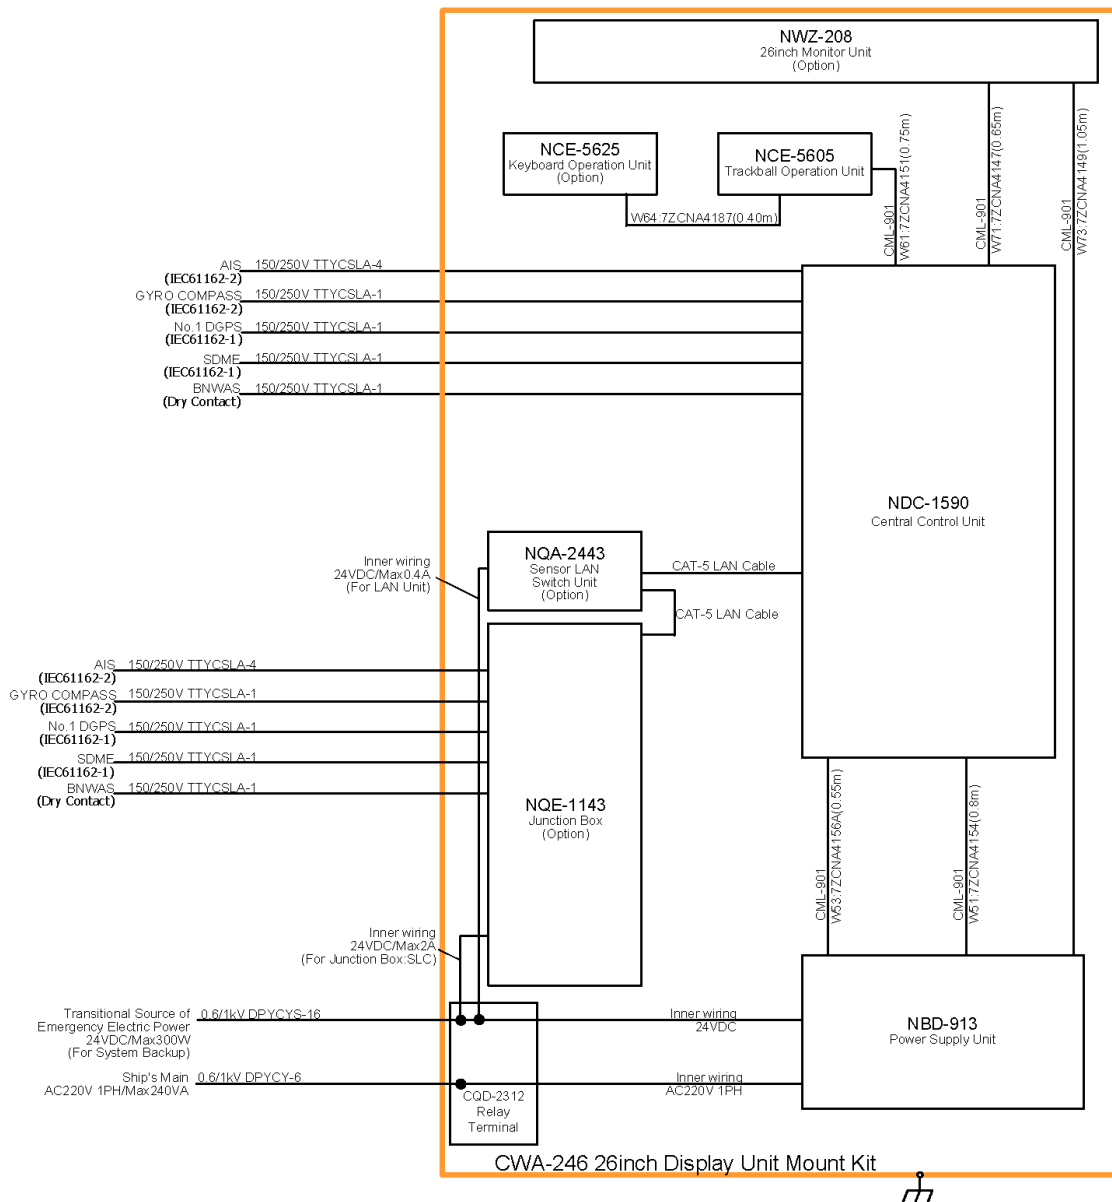 NWZ-208
26inch Monitor Unit
(Option)
NCE-5625
Keyboard Operation Unit
(Option)
NCE-5605
Trackball Operation Unit
W64:7ZCNA4187(0.40m)
CML-901
W61:7ZCNA4151(0.75m)
CML-901
W71:7ZCNA4147(0.65m)
CML-901
W73:7ZCNA4149(1.05m)
AIS 150/250V TTYCSLA-4
(IEC61162-2)
GYRO COMPASS 150/250V TTYCSLA-1
(IEC61162-2)
No.1 DGPS 150/250V TTYCSLA-1
(IEC61162-1)
SDME 150/250V TTYCSLA-1
(IEC61162-1)
BNWAS 150/250V TTYCSLA-1
(Dry Contact)
NDC-1590
Central Control Unit
NQA-2443
Sensor LAN
Switch Unit
(Option)
Inner wiring
24VDC/Max0.4A
(For LAN Unit)
CAT-5 LAN Cable
CAT-5 LAN Cable
AIS 150/250V TTYCSLA-4
(IEC61162-2)
GYRO COMPASS 150/250V TTYCSLA-1
(IEC61162-2)
No.1 DGPS 150/250V TTYCSLA-1
(IEC61162-1)
SDME 150/250V TTYCSLA-1
(IEC61162-1)
BNWAS 150/250V TTYCSLA-1
(Dry Contact)
NQE-1143
Junction Box
(Option)
CML-901
W53:7ZCNA4156A(0.55m)
CML-901
W51:7ZCNA4154(0.8m)
Inner wiring
24VDC/Max2A
(For Junction Box:SLC)
Transitional Source of 0.6/1kV DPYCYS-16
Emergency Electric Power
24VDC/Max300W
(For System Backup)
Inner wiring
24VDC
NBD-913
Power Supply Unit
Ship's Main 0.6/1kV DPYCY-6
AC220V 1PH/Max240VA
Inner wiring
AC220V 1PH
CQD-2312
Relay
Terminal
CWA-246 26inch Display Unit Mount Kit